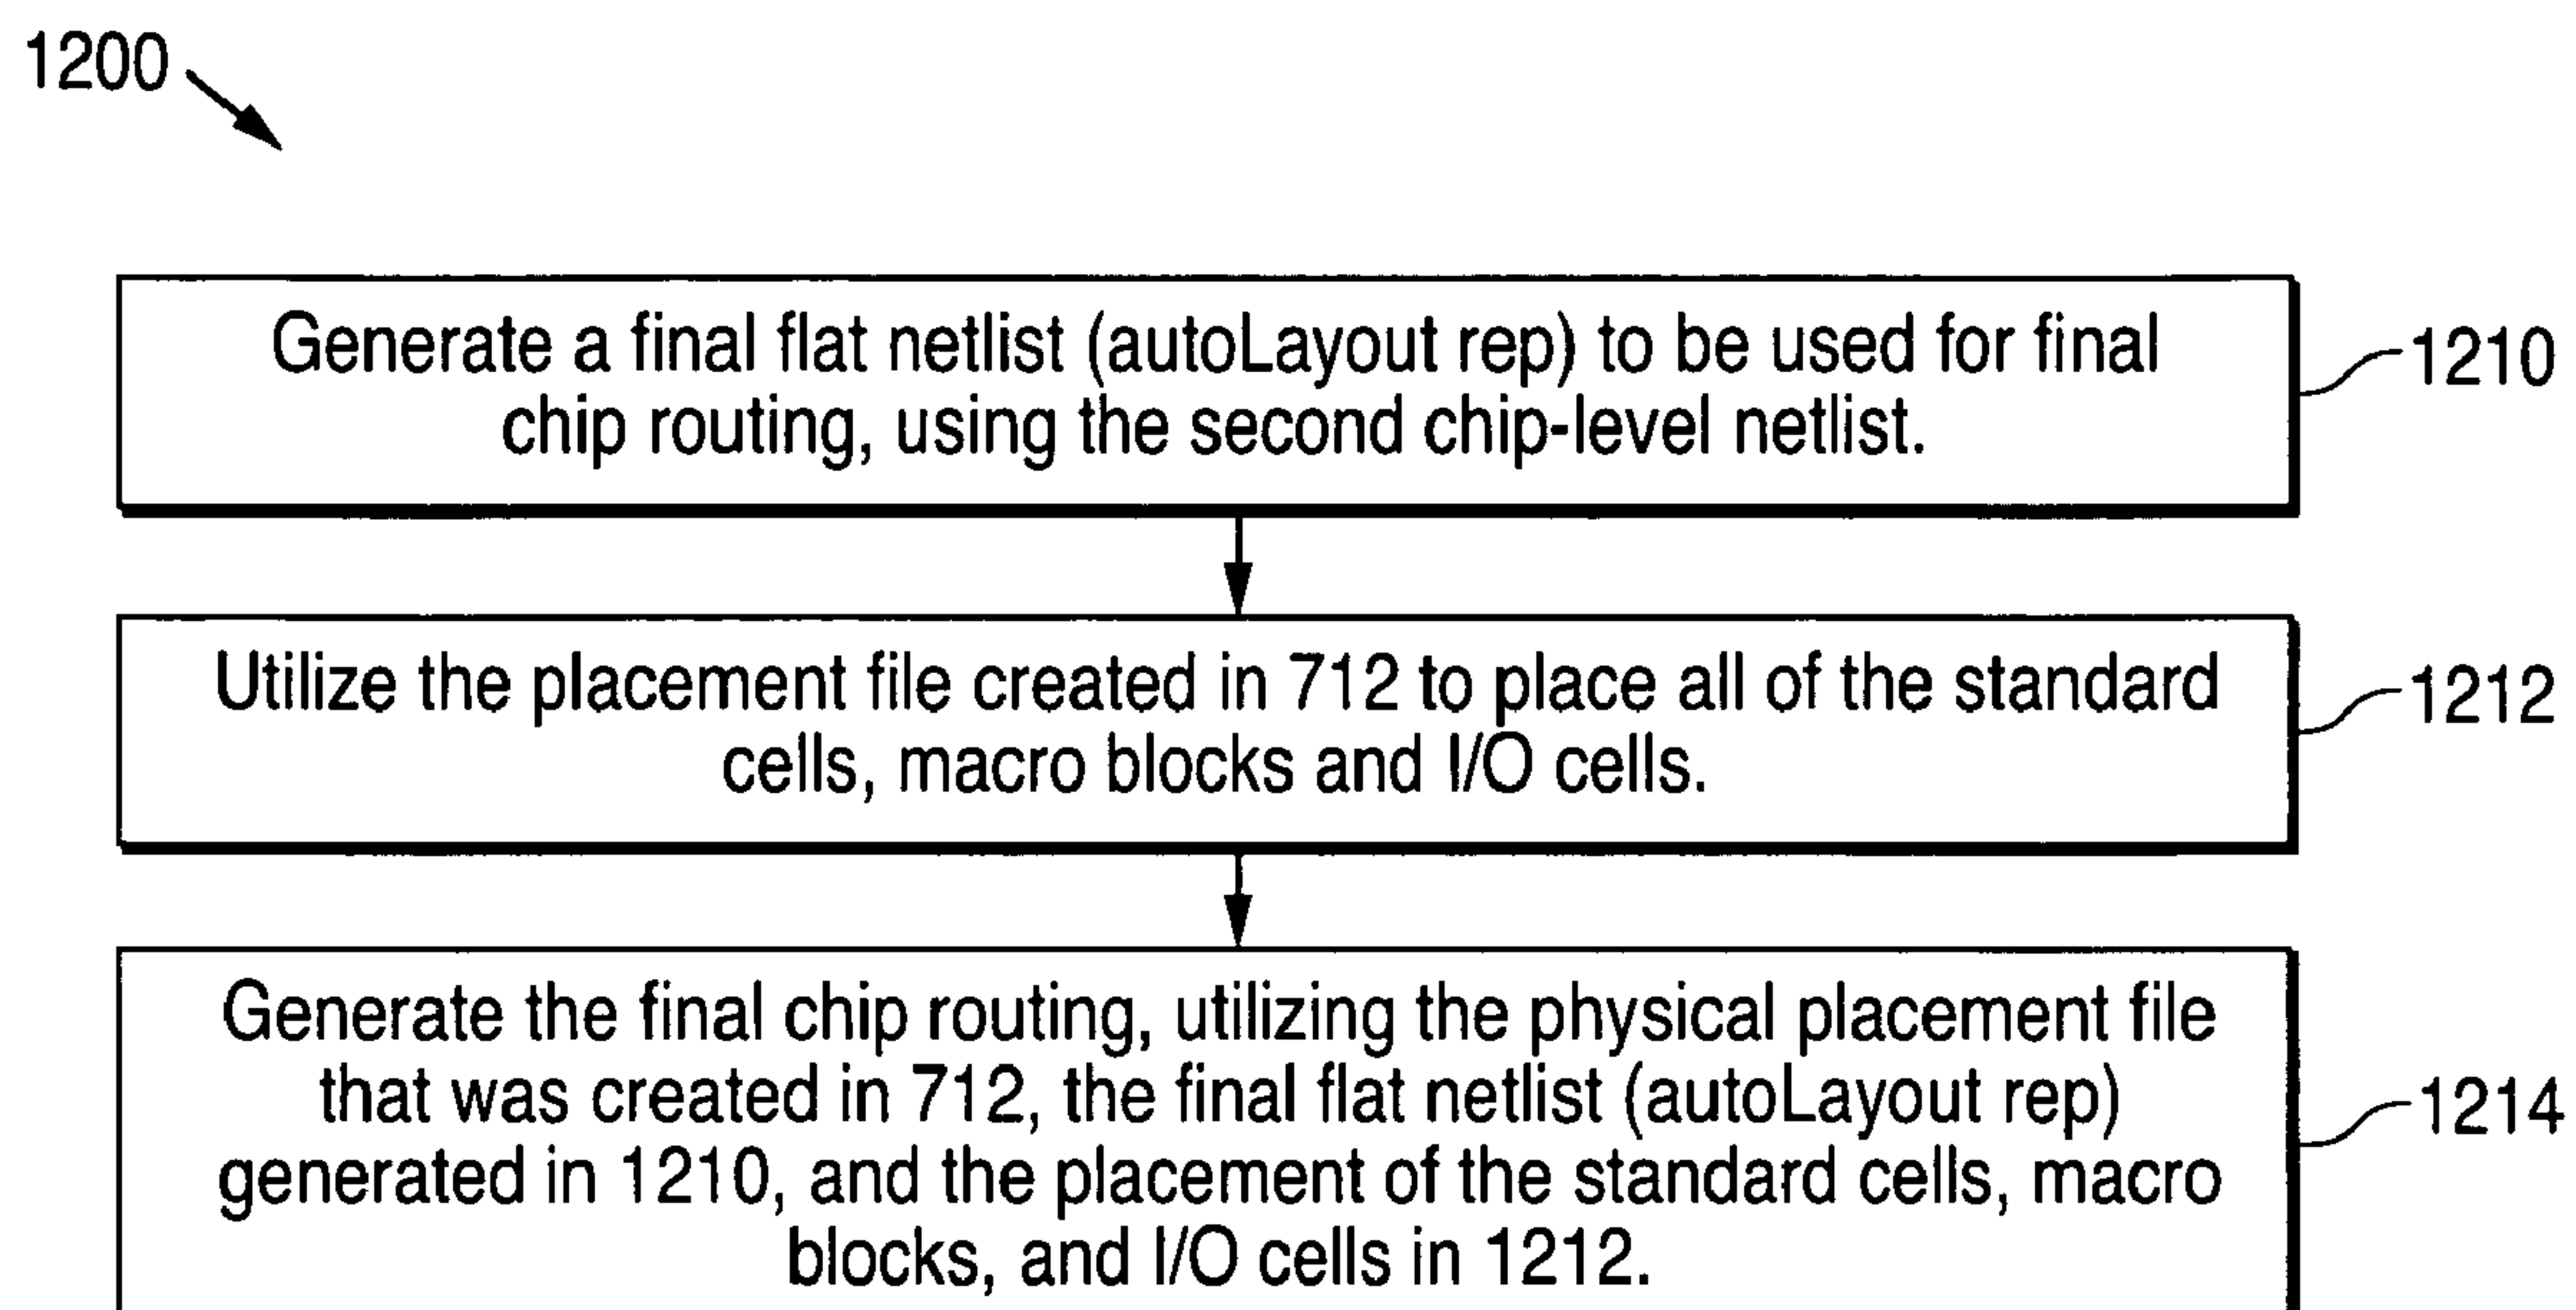 1200
Generate a final flat netlist (autoLayout rep) to be used for final
chip routing, using the second chip-level netlist.
1210
Utilize the placement file created in 712 to place all of the standard
cells, macro blocks and I/O cells.
1212
Generate the final chip routing, utilizing the physical placement file
that was created in 712, the final flat netlist (autoLayout rep)
generated in 1210, and the placement of the standard cells, macro
blocks, and I/O cells in 1212.
1214